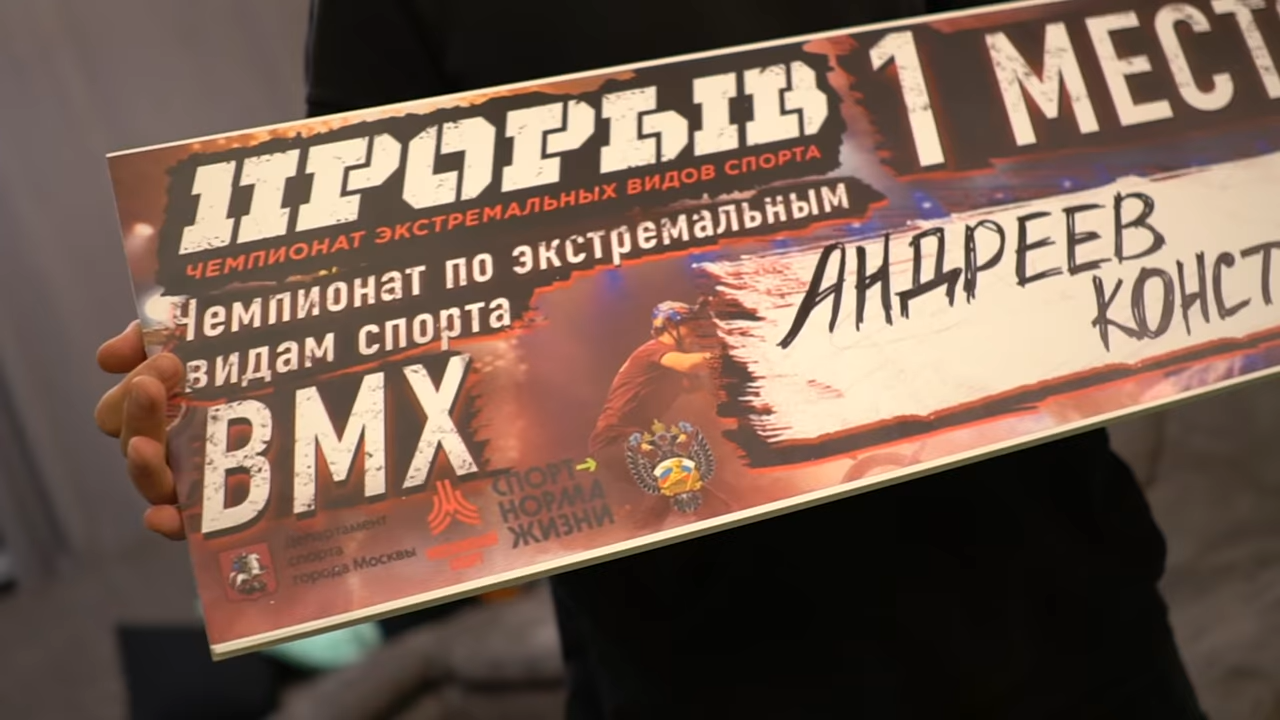 ПРОРЫВ
ЧЕМПИОНАТ ЭКСТРЕМАЛЬНЫХ ВИДОВ СПОРТА
Чемпионат по экстремальным
видам спорта
BMX
1 МЕСТ
АНДРЕЕВ
КОНСТ
департамент
спорта
города Москвы
СПОРТ
НОРМА
ЖИЗНИ